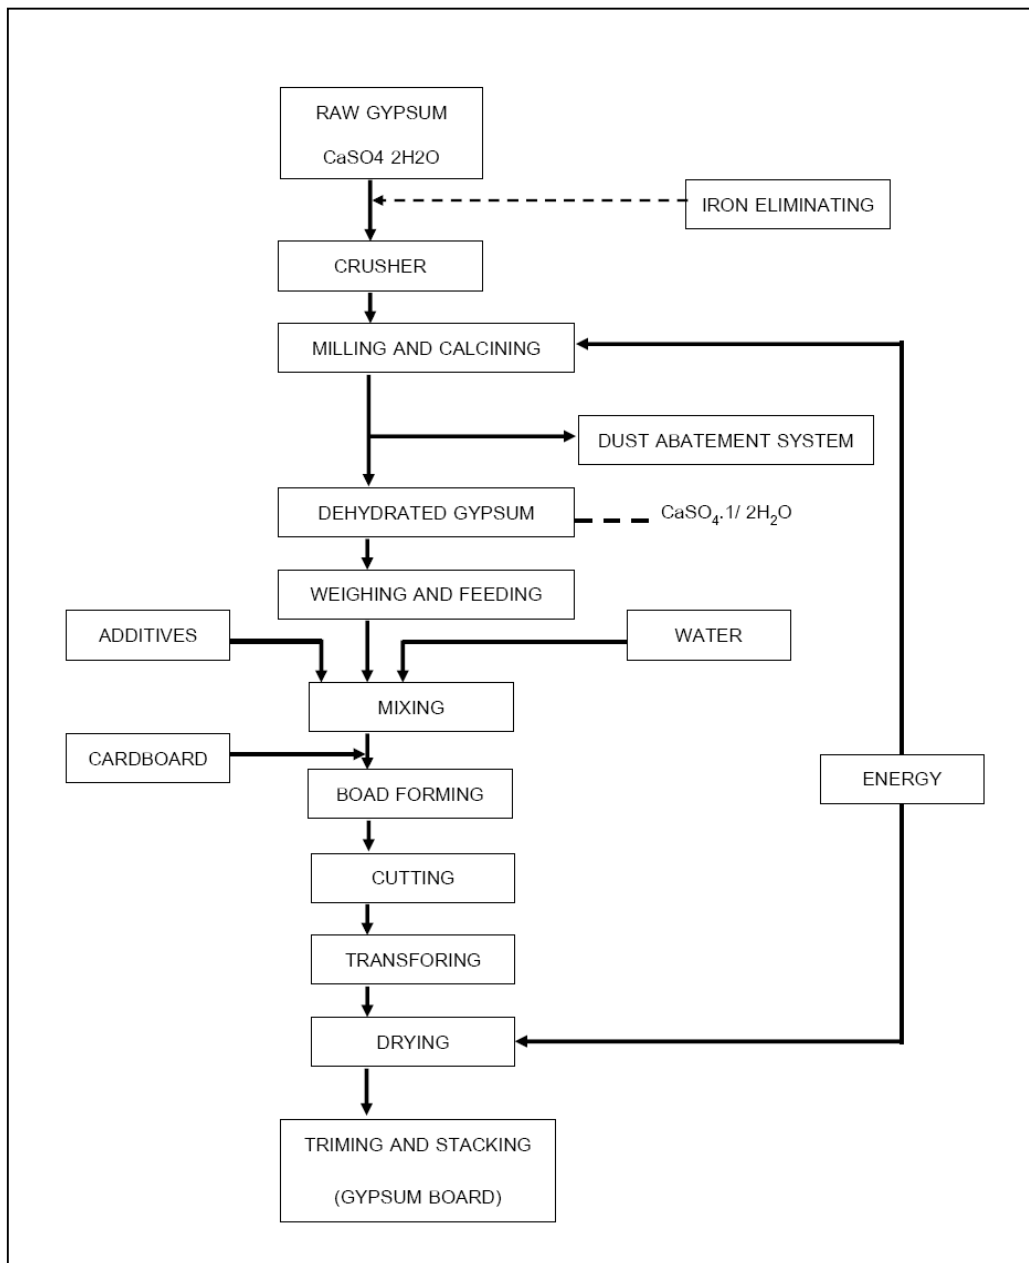 RAW GYPSUM
CaSO4 2H2O
IRON ELIMINATING
CRUSHER
MILLING AND CALCINING
DUST ABATEMENT SYSTEM
DEHYDRATED GYPSUM
CaSO₄.1/ 2H₂O
WEIGHING AND FEEDING
ADDITIVES
WATER
MIXING
CARDBOARD
ENERGY
BOAD FORMING
CUTTING
TRANSFORING
DRYING
TRIMING AND STACKING
(GYPSUM BOARD)